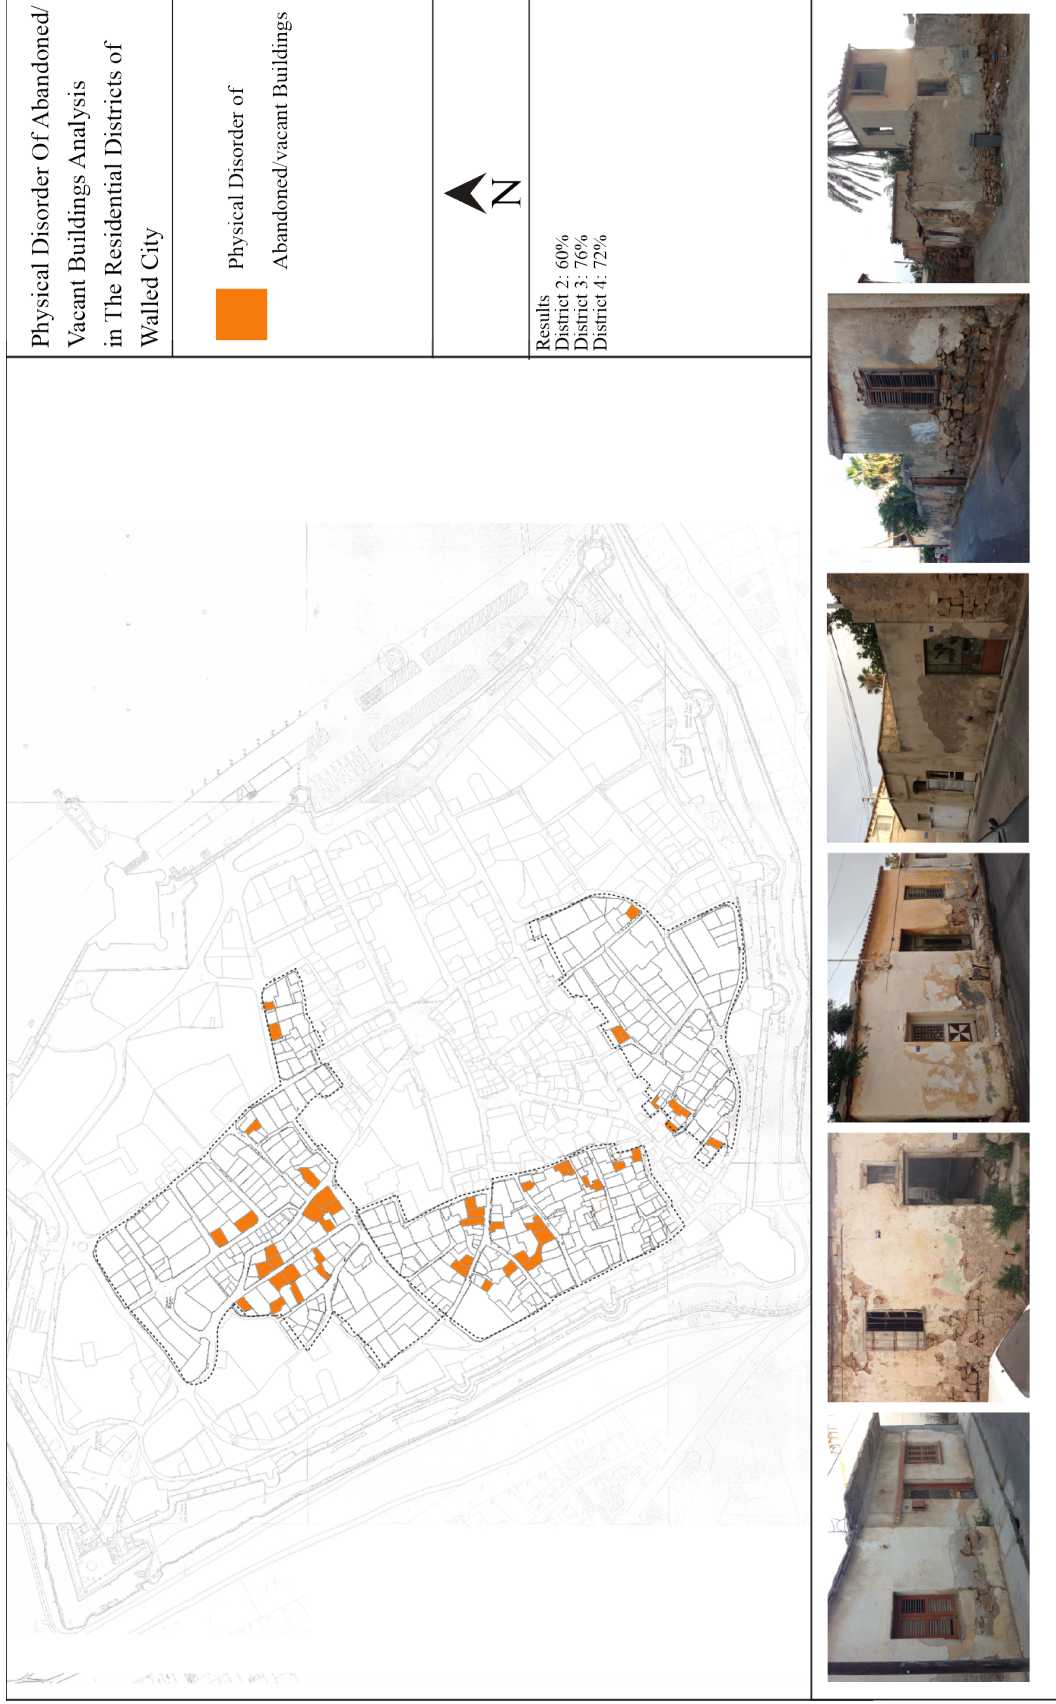 Physical Disorder Of Abandoned/
Vacant Buildings Analysis
in The Residential Districts of
Walled City
Physical Disorder of
Abandoned/vacant Buildings
N
Results
District 2: 60%
District 3: 76%
District 4: 72%